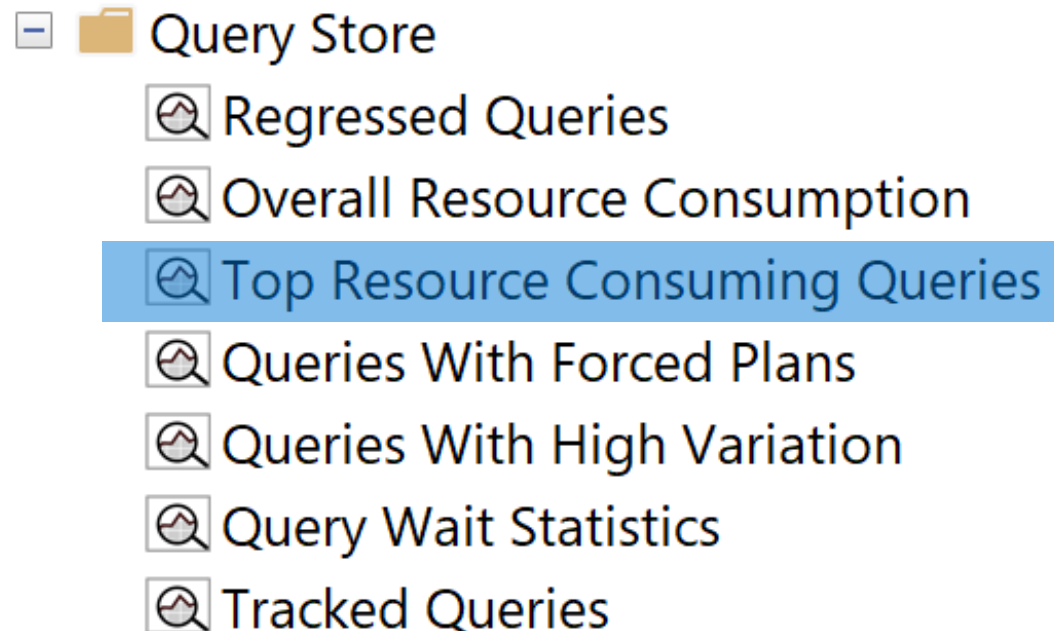 Query Store
Regressed Queries
Overall Resource Consumption
Top Resource Consuming Queries
Queries With Forced Plans
Queries With High Variation
Query Wait Statistics
Tracked Queries